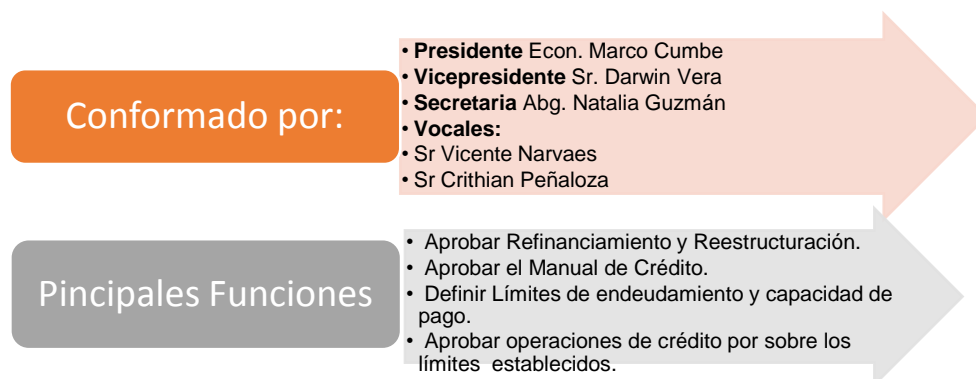 Conformado por:
• Presidente Econ. Marco Cumbe
• Vicepresidente Sr. Darwin Vera
• Secretaria Abg. Natalia Guzmán
• Vocales:
• Sr Vicente Narvaes
• Sr Crithian Peñaloza
Pincipales Funciones
• Aprobar Refinanciamiento y Reestructuración.
• Aprobar el Manual de Crédito.
• Definir Límites de endeudamiento y capacidad de
pago.
• Aprobar operaciones de crédito por sobre los
límites establecidos.